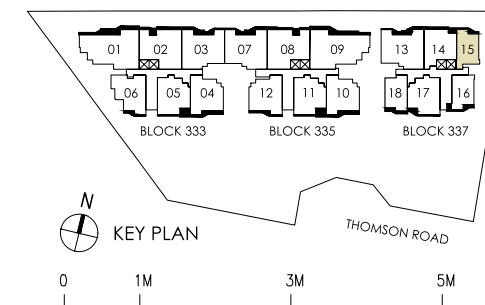 01 02 03 07 08 09 13 14 15
06 05 04 12 11 10 18 17 16
BLOCK 333 BLOCK 335 BLOCK 337
N
KEY PLAN
THOMSON ROAD
0 1M 3M 5M